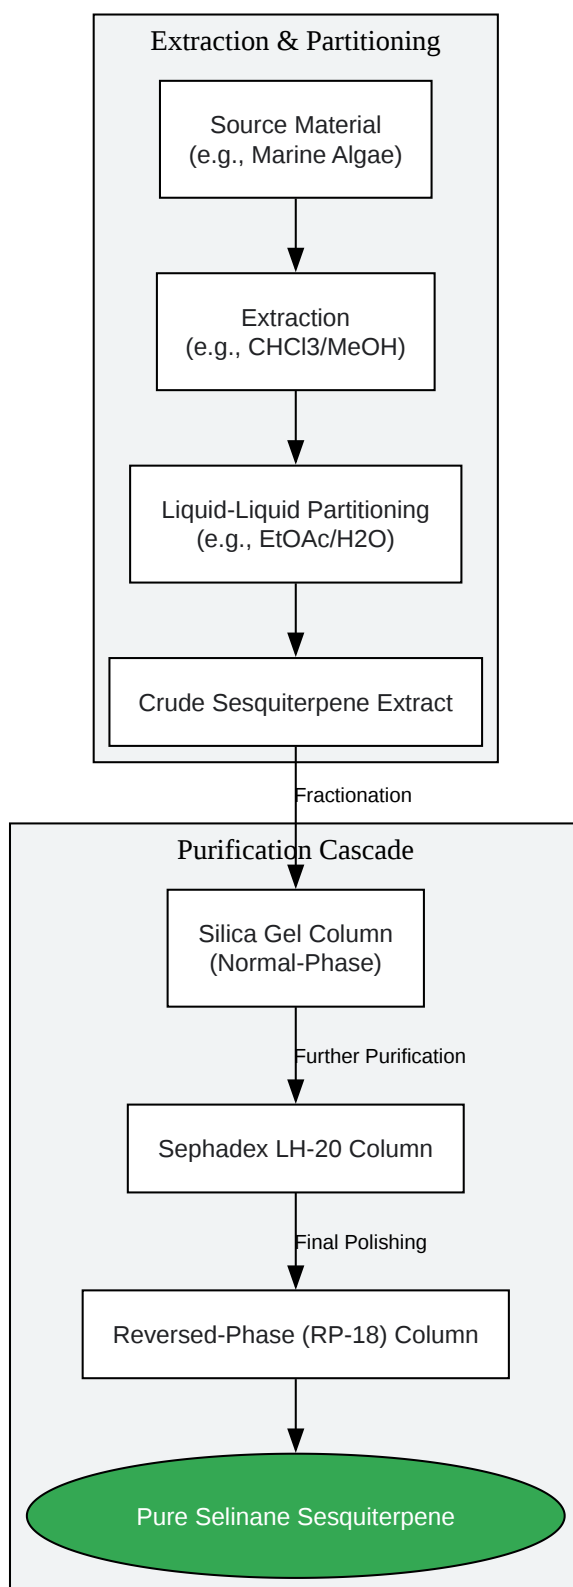 Extraction & Partitioning
Source Material
(e.g., Marine Algae)
Extraction
(e.g., CHCl3/MeOH)
Liquid-Liquid Partitioning
(e.g., EtOAc/H2O)
Crude Sesquiterpene Extract
Fractionation
Purification Cascade
Silica Gel Column
(Normal-Phase)
Further Purification
Sephadex LH-20 Column
Final Polishing
Reversed-Phase (RP-18) Column
Pure Selinane Sesquiterpene